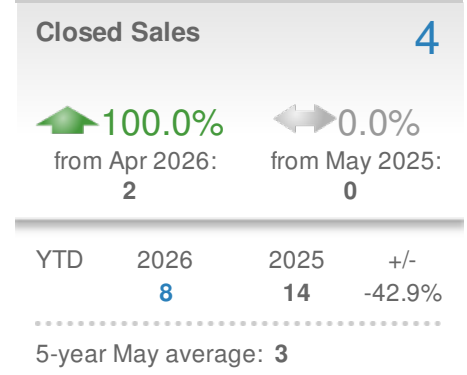 Closed Sales 4
100.0% 0.0%
from Apr 2026: from May 2025:
2 0
YTD 2026 2025 +/-
8 14 -42.9%
5-year May average: 3